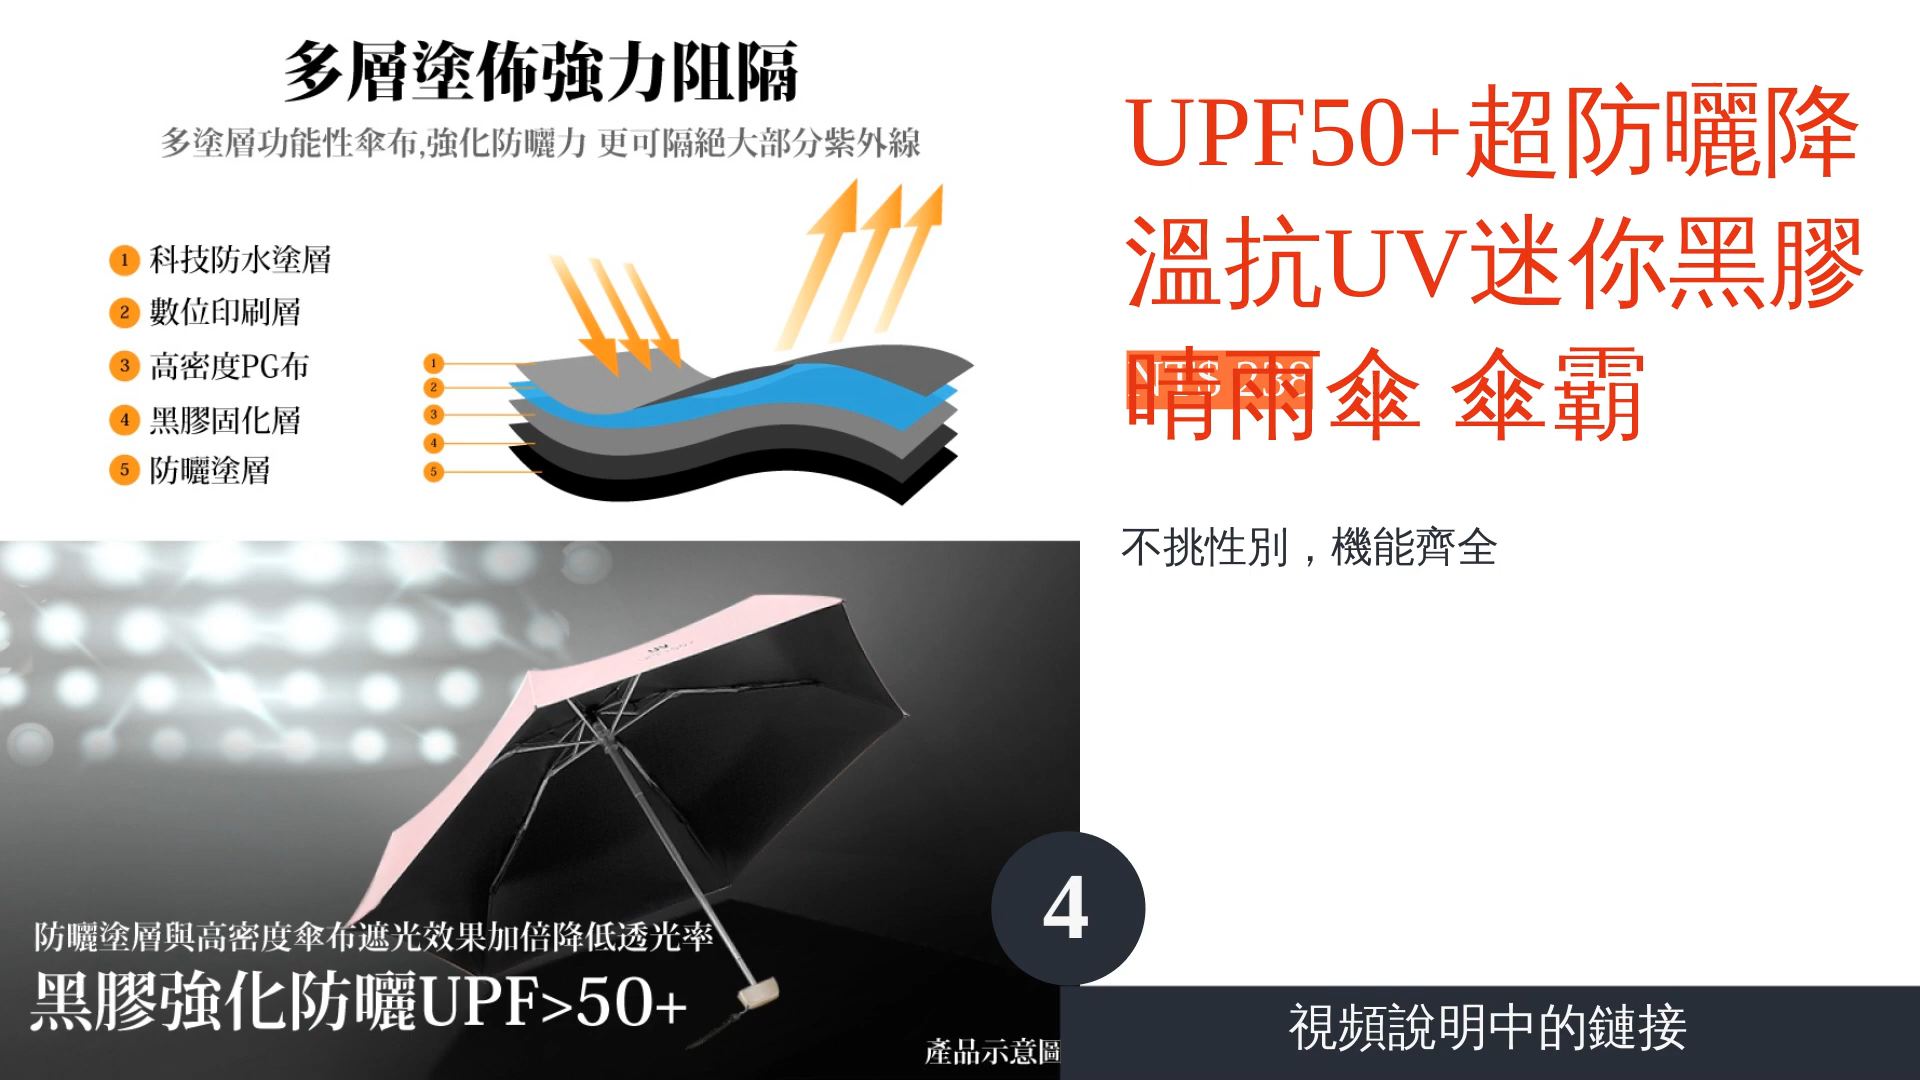 多層塗佈強力阻隔
多塗層功能性傘布,強化防曬力 更可隔絕大部分紫外線
1 科技防水塗層
2 數位印刷層
3 高密度PG布
4 黑膠固化層
5 防曬塗層
1
2
3
4
5
UV
防曬塗層與高密度傘布遮光效果加倍降低透光率
黑膠強化防曬UPF>50+
產品示意圖
UPF50+超防曬降
溫抗UV迷你黑膠
晴雨傘 傘霸
NT$ 238
不挑性別，機能齊全
4
視頻說明中的鏈接